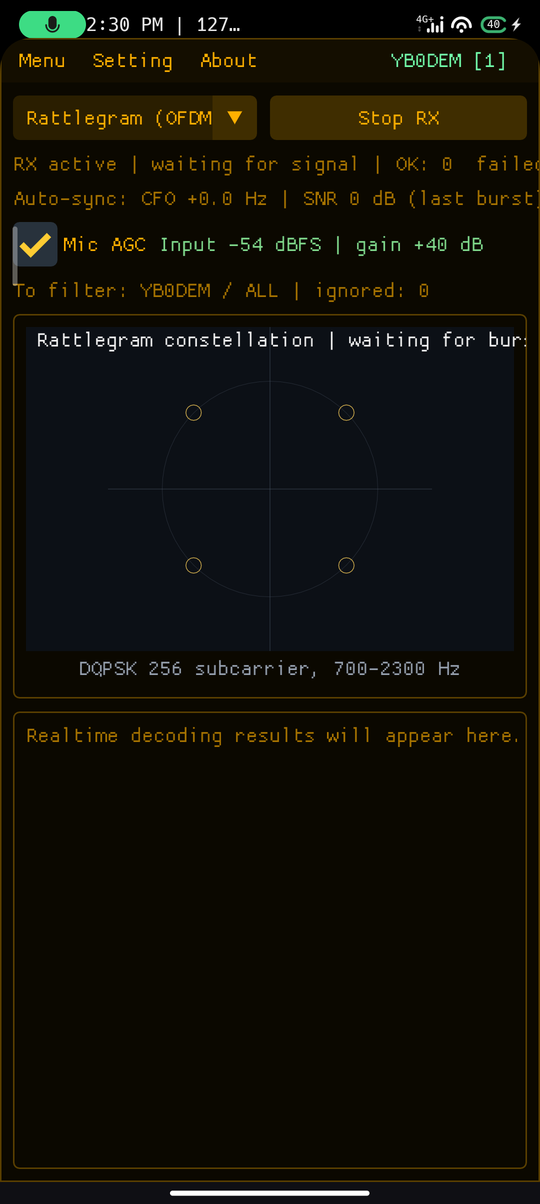 2:30 PM | 127…
4G+ 40
Menu Setting About YB0DEM [1]
Rattlegram (OFDM ▼ Stop RX
RX active | waiting for signal | OK: 0 failed
Auto-sync: CFO +0.0 Hz | SNR 0 dB (last burst)
Mic AGC Input -54 dBFS | gain +40 dB
To filter: YB0DEM / ALL | ignored: 0
Rattlegram constellation | waiting for burs
DQPSK 256 subcarrier, 700-2300 Hz
Realtime decoding results will appear here.